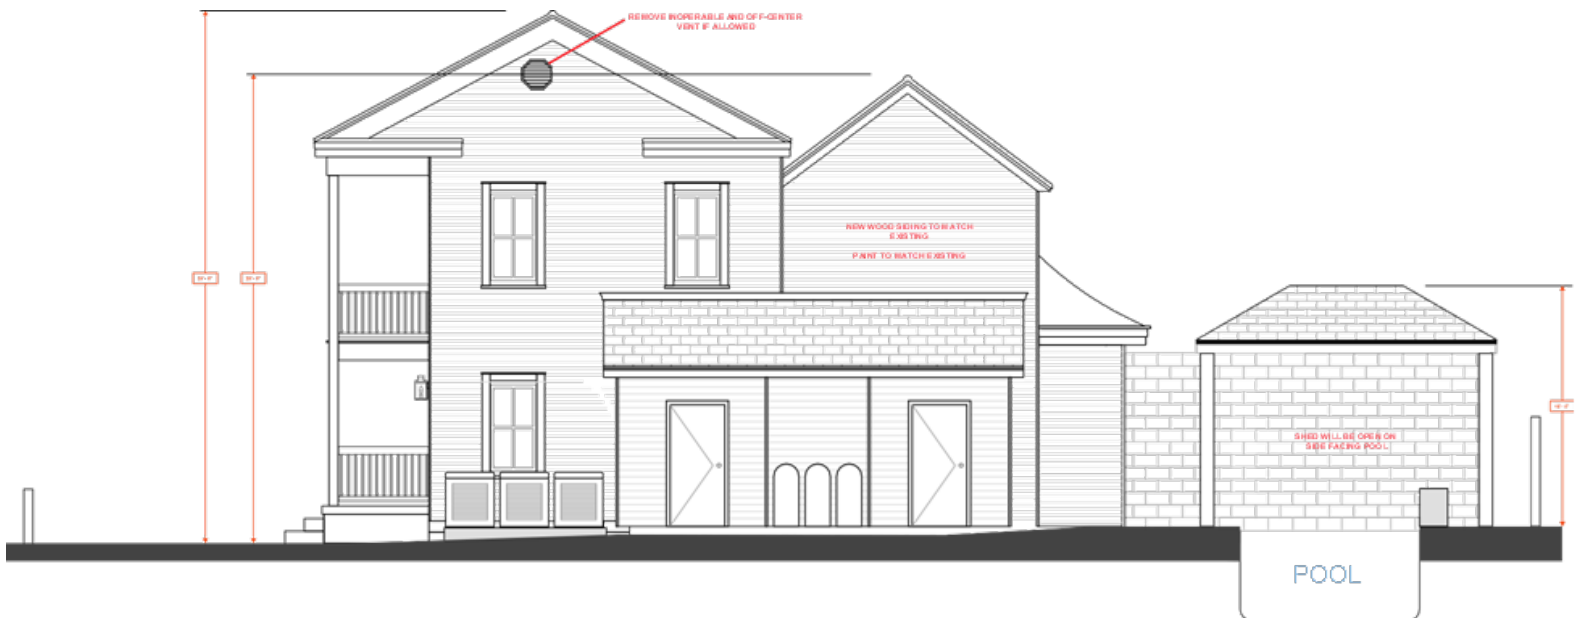 REMOVE INOPERABLE AND OFF-CENTER
VENT IF ALLOWED
NEW WOOD SIDING TO MATCH
EXISTING
PAINT TO MATCH EXISTING
SHED WILL BE OPEN ON
SIDE FACING POOL
POOL